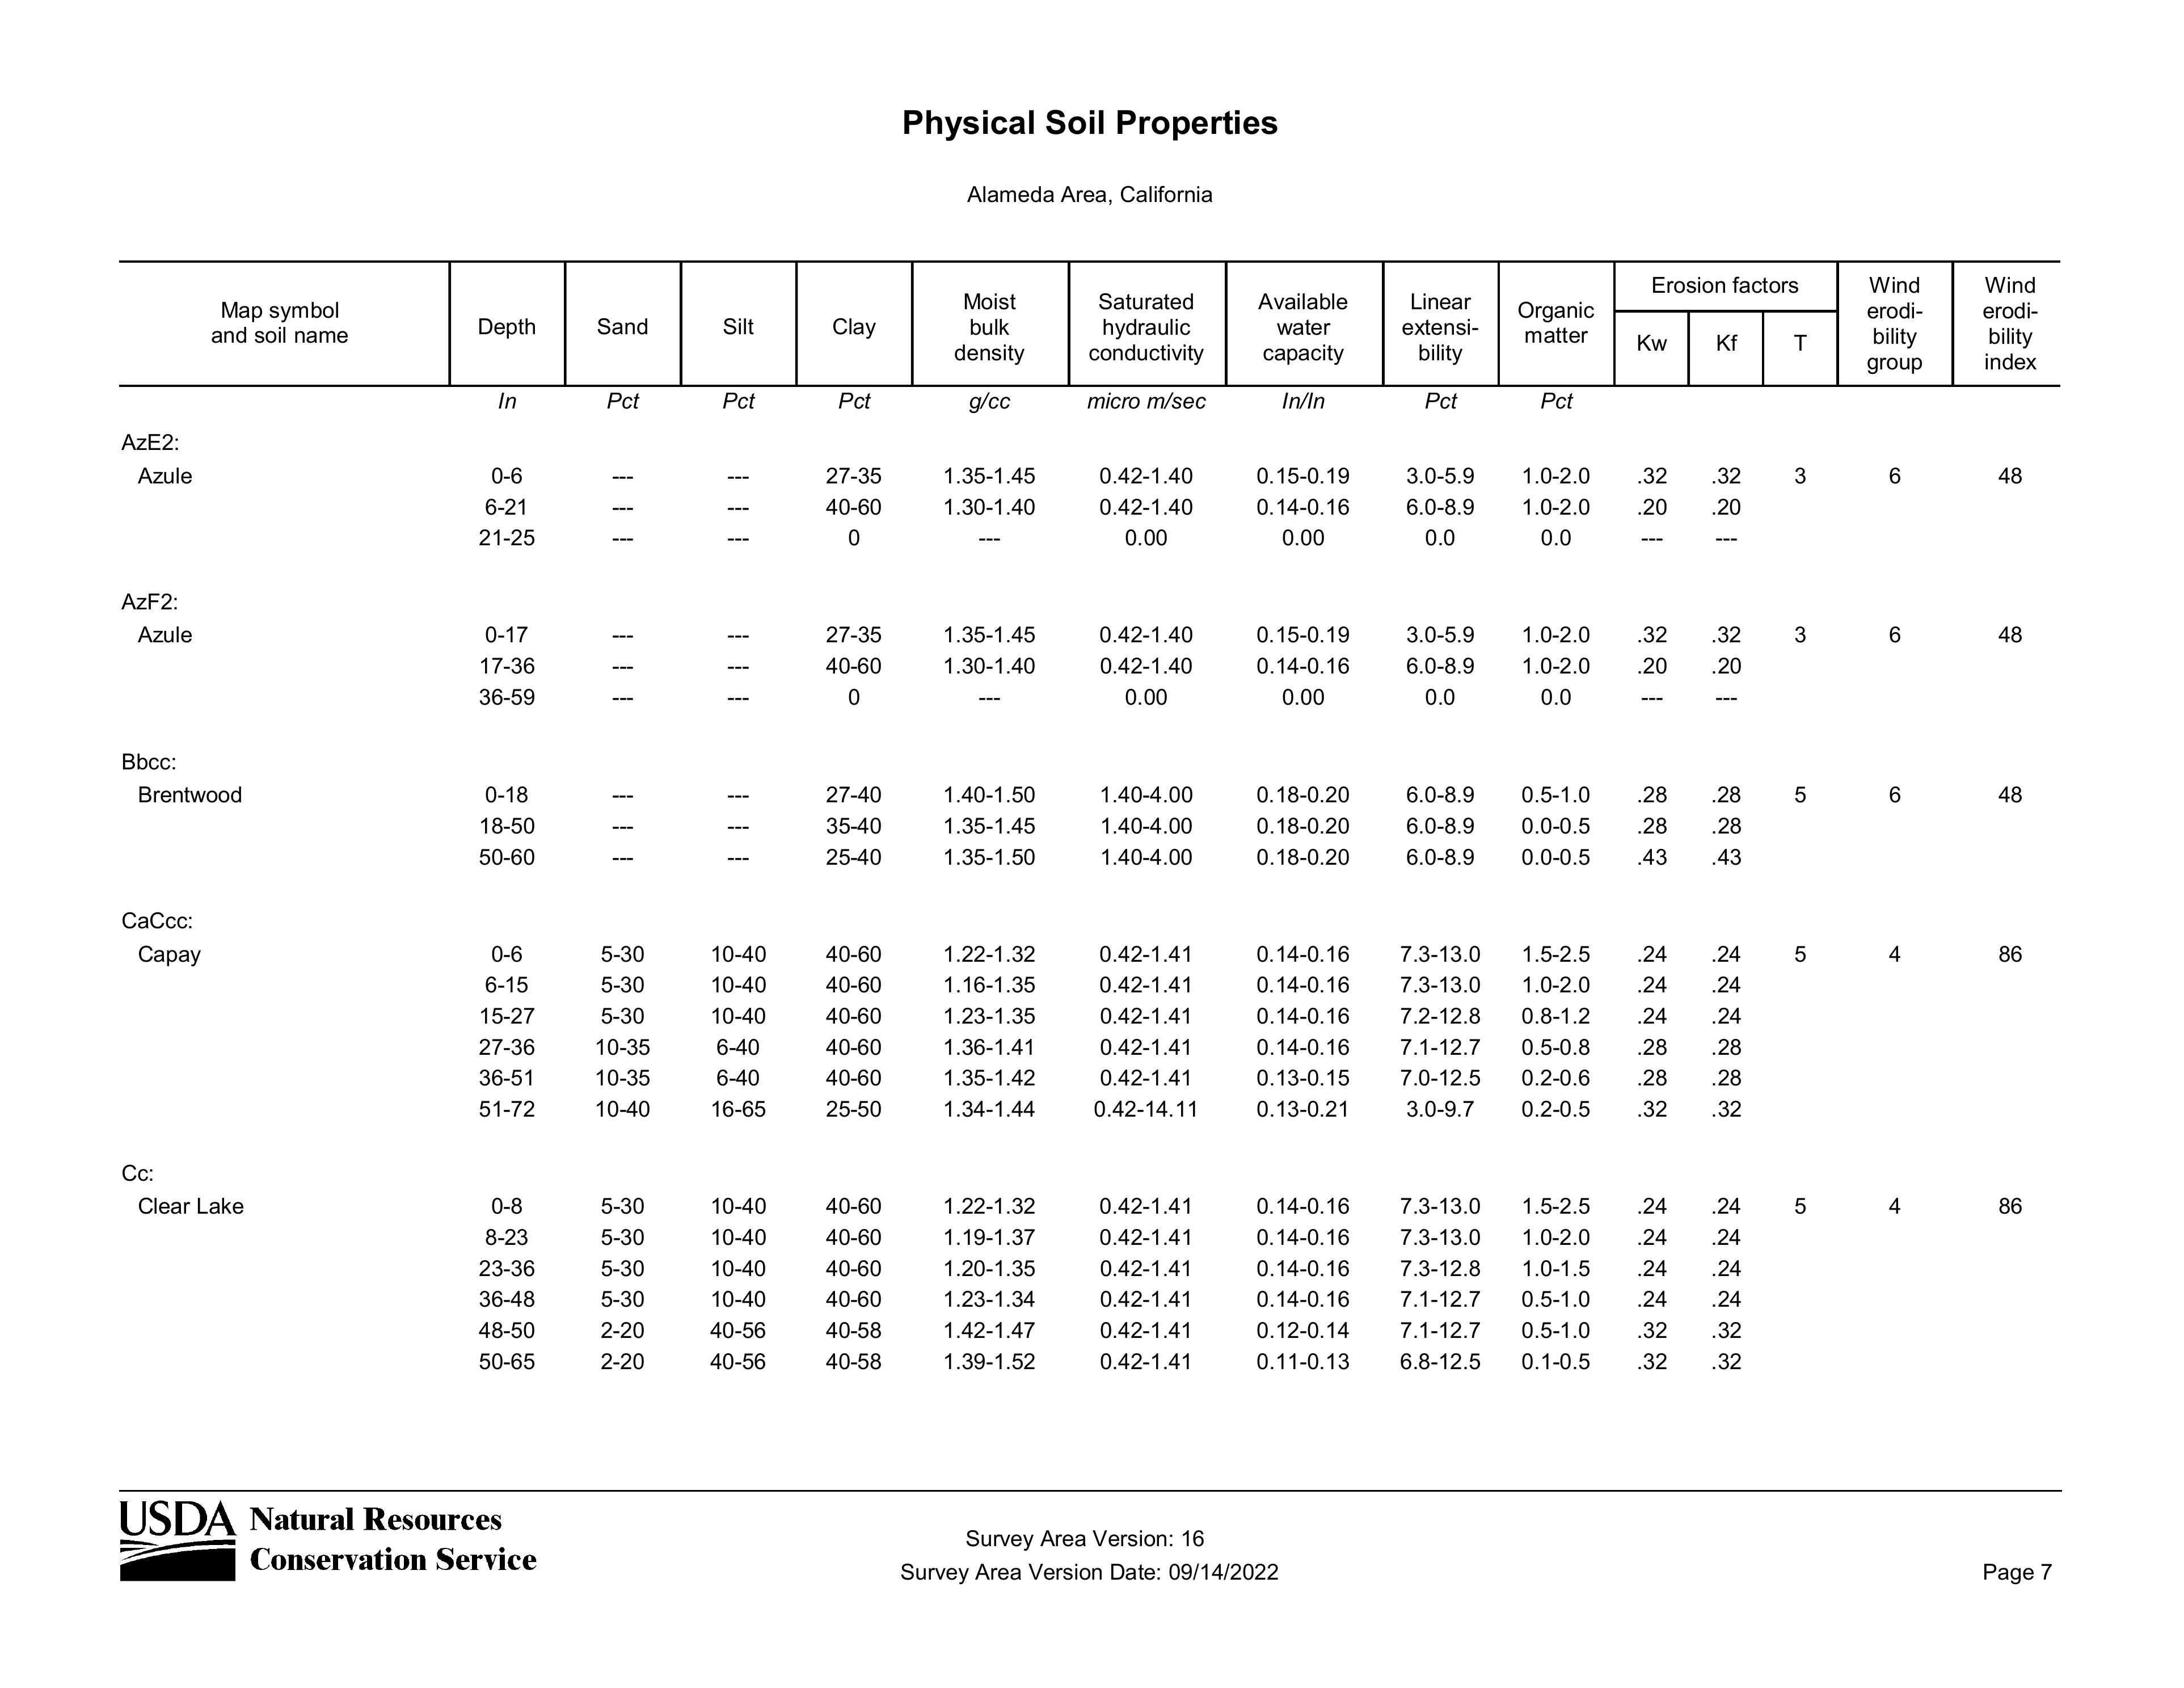 Physical Soil Properties
Alameda Area, California
Map symbol and soil name Depth Sand Silt Clay Moist bulk density Saturated hydraulic conductivity Available water capacity Linear extensi-bility Organic matter Erosion factors Kw Kf T Wind erodi-bility group Wind erodi-bility index
In Pct Pct Pct g/cc micro m/sec In/In Pct Pct
AzE2:
Azule 0-6 --- --- 27-35 1.35-1.45 0.42-1.40 0.15-0.19 3.0-5.9 1.0-2.0 .32 .32 3 6 48
6-21 --- --- 40-60 1.30-1.40 0.42-1.40 0.14-0.16 6.0-8.9 1.0-2.0 .20 .20
21-25 --- --- 0 --- 0.00 0.00 0.0 0.0 --- ---
AzF2:
Azule 0-17 --- --- 27-35 1.35-1.45 0.42-1.40 0.15-0.19 3.0-5.9 1.0-2.0 .32 .32 3 6 48
17-36 --- --- 40-60 1.30-1.40 0.42-1.40 0.14-0.16 6.0-8.9 1.0-2.0 .20 .20
36-59 --- --- 0 --- 0.00 0.00 0.0 0.0 --- ---
Bbcc:
Brentwood 0-18 --- --- 27-40 1.40-1.50 1.40-4.00 0.18-0.20 6.0-8.9 0.5-1.0 .28 .28 5 6 48
18-50 --- --- 35-40 1.35-1.45 1.40-4.00 0.18-0.20 6.0-8.9 0.0-0.5 .28 .28
50-60 --- --- 25-40 1.35-1.50 1.40-4.00 0.18-0.20 6.0-8.9 0.0-0.5 .43 .43
CaCcc:
Capay 0-6 5-30 10-40 40-60 1.22-1.32 0.42-1.41 0.14-0.16 7.3-13.0 1.5-2.5 .24 .24 5 4 86
6-15 5-30 10-40 40-60 1.16-1.35 0.42-1.41 0.14-0.16 7.3-13.0 1.0-2.0 .24 .24
15-27 5-30 10-40 40-60 1.23-1.35 0.42-1.41 0.14-0.16 7.2-12.8 0.8-1.2 .24 .24
27-36 10-35 6-40 40-60 1.36-1.41 0.42-1.41 0.14-0.16 7.1-12.7 0.5-0.8 .28 .28
36-51 10-35 6-40 40-60 1.35-1.42 0.42-1.41 0.13-0.15 7.0-12.5 0.2-0.6 .28 .28
51-72 10-40 16-65 25-50 1.34-1.44 0.42-14.11 0.13-0.21 3.0-9.7 0.2-0.5 .32 .32
Cc:
Clear Lake 0-8 5-30 10-40 40-60 1.22-1.32 0.42-1.41 0.14-0.16 7.3-13.0 1.5-2.5 .24 .24 5 4 86
8-23 5-30 10-40 40-60 1.19-1.37 0.42-1.41 0.14-0.16 7.3-13.0 1.0-2.0 .24 .24
23-36 5-30 10-40 40-60 1.20-1.35 0.42-1.41 0.14-0.16 7.3-12.8 1.0-1.5 .24 .24
36-48 5-30 10-40 40-60 1.23-1.34 0.42-1.41 0.14-0.16 7.1-12.7 0.5-1.0 .24 .24
48-50 2-20 40-56 40-58 1.42-1.47 0.42-1.41 0.12-0.14 7.1-12.7 0.5-1.0 .32 .32
50-65 2-20 40-56 40-58 1.39-1.52 0.42-1.41 0.11-0.13 6.8-12.5 0.1-0.5 .32 .32
USDA Natural Resources
Conservation Service
Survey Area Version: 16
Survey Area Version Date: 09/14/2022
Page 7